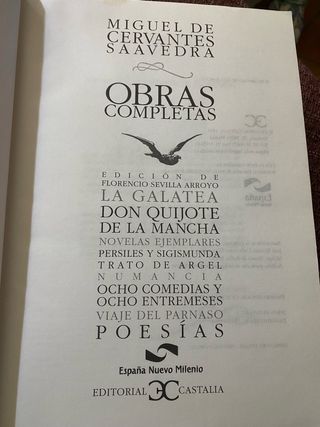 MIGUEL DE
CERVANTES
SAAVEDRA
OBRAS
COMPLETAS
EDICIÓN DE
FLORENCIO SEVILLA ARROYO
LA GALATEA
DON QUIJOTE
DE LA MANCHA
NOVELAS EJEMPLARES
PERSILES Y SIGISMUNDA
TRATO DE ARGEL
NUMANCIA
OCHO COMEDIAS Y
OCHO ENTREMESES
VIAJE DEL PARNASO
POESÍAS
España Nuevo Milenio
EDITORIAL CASTALIA